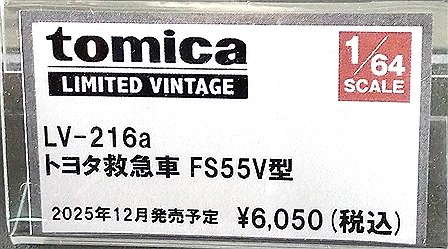 tomica
LIMITED VINTAGE
1/64
SCALE
LV-216a
トヨタ救急車 FS55V型
2025年12月発売予定 ¥6,050(税込)